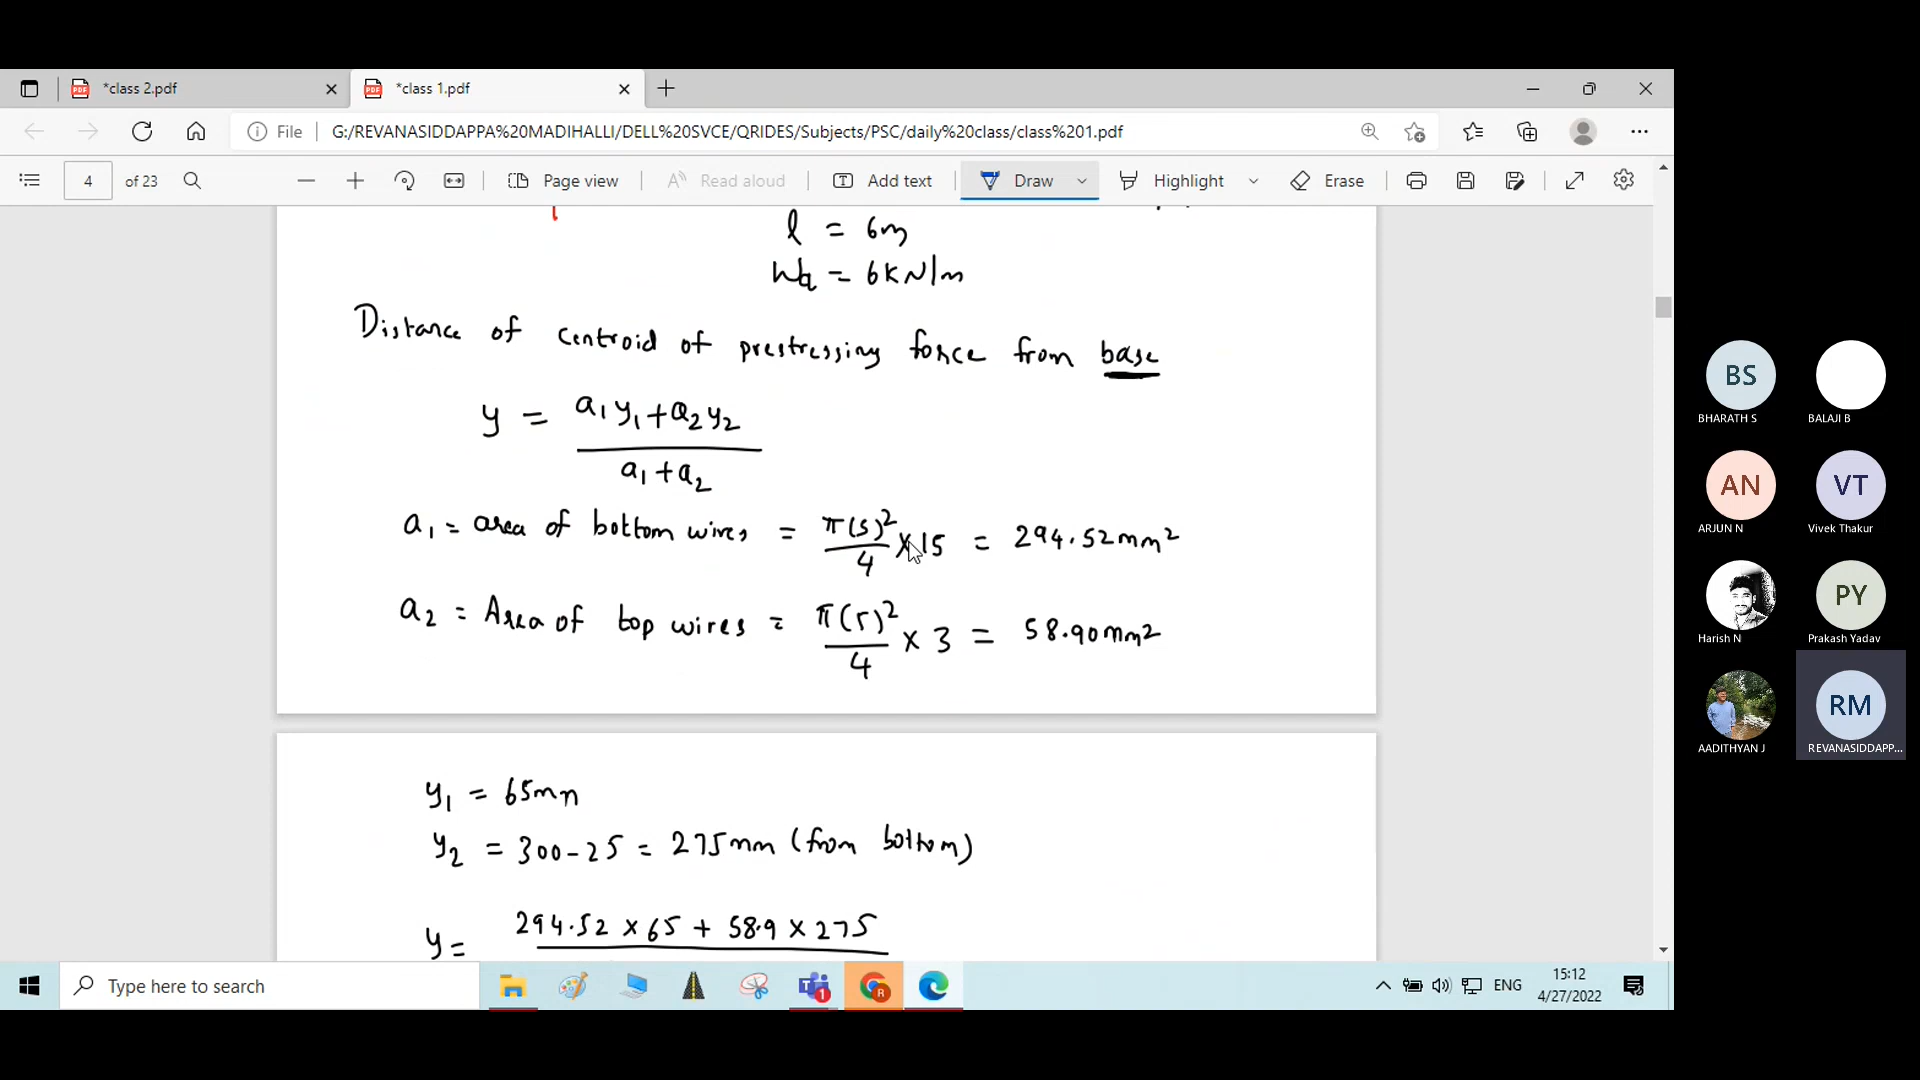 *class 2.pdf
*class 1.pdf
File G:/REVANASIDDAPPA%20MADIHALLI/DELL%20SVCE/QRIDES/Subjects/PSC/daily%20class/class%201.pdf
4 of 23 Page view Read aloud Add text Draw Highlight Erase
l = 6m
= 6KN/m
Distance of centroid of prestressing force from base
y = a1y1+a2y2
a1+a2
a1 = area of bottom wires = π(5)²/4 × 15 = 294.52mm²
a2 = Area of top wires = π(5)²/4 × 3 = 58.90mm²
y1 = 65mm
y2 = 300-25 = 275mm (from bottom)
y = 294.52 × 65 + 58.9 × 275
BS
BHARATH S
BALAJI B
AN
ARJUN N
VT
Vivek Thakur
Harish N
PY
Prakash Yadav
AADITHYAN J
RM
REVANASIDDAPP...
Type here to search
1
R
ENG
15:12
4/27/2022